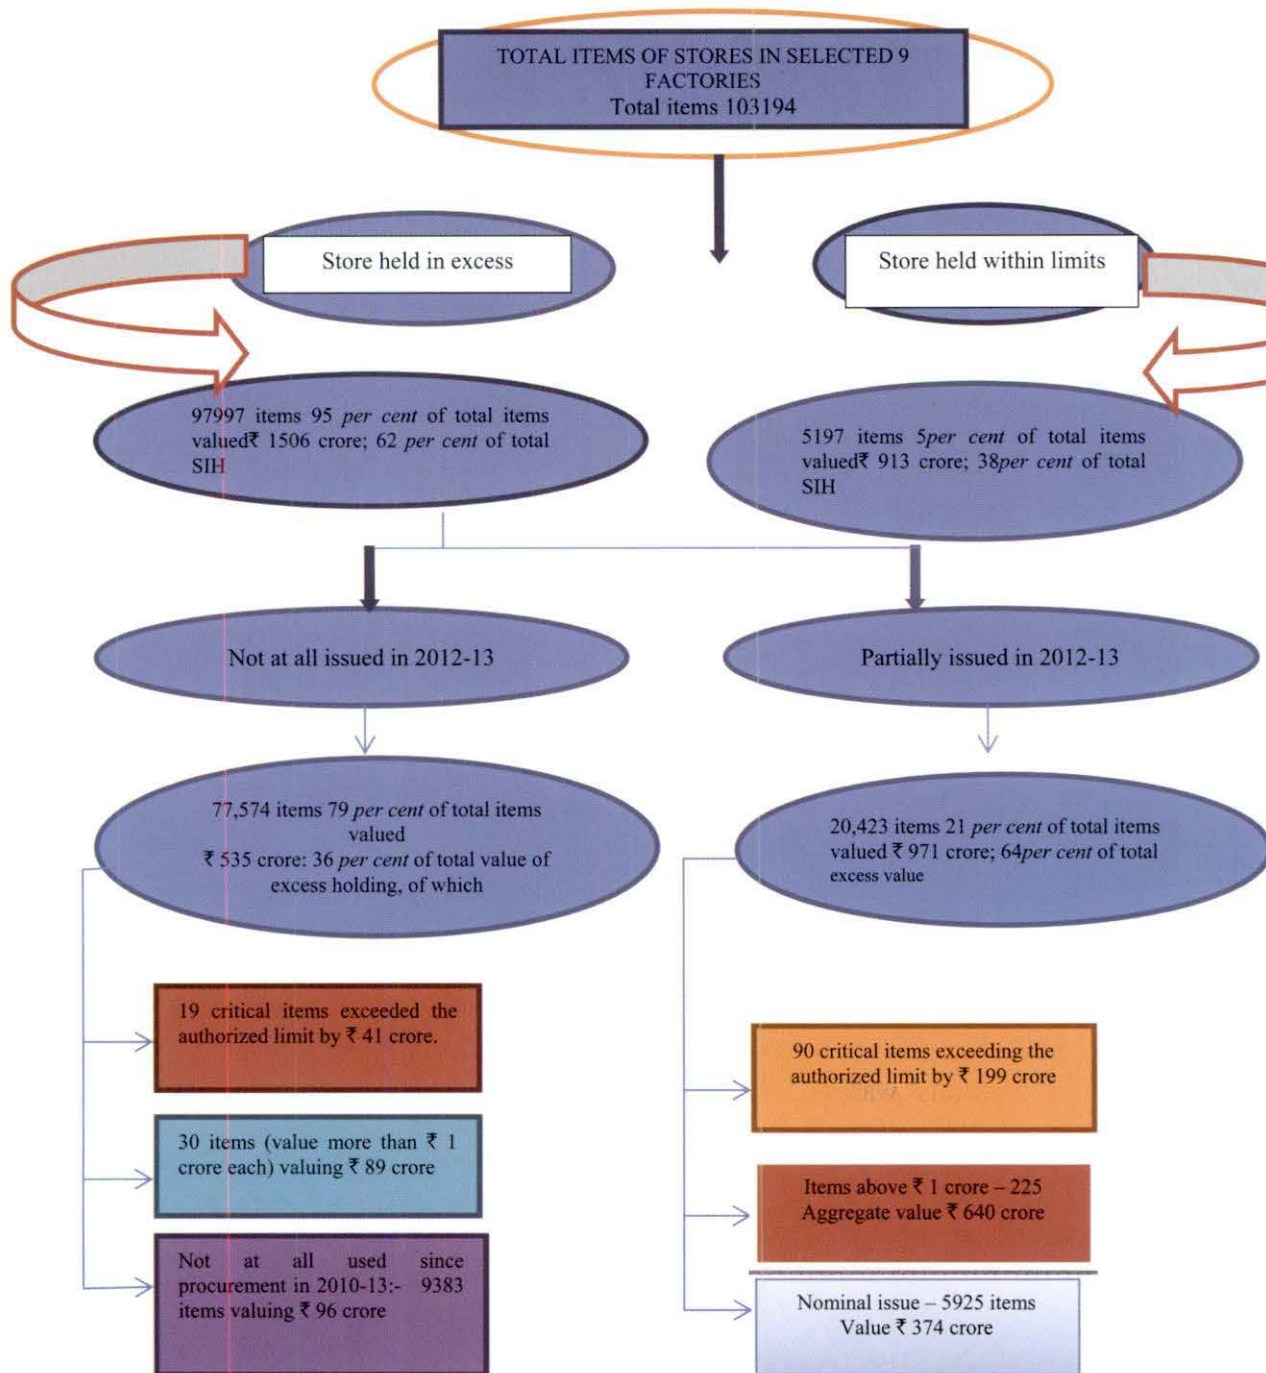 TOTAL ITEMS OF STORES IN SELECTED 9
FACTORIES
Total items 103194
Store held in excess
Store held within limits
97997 items 95 per cent of total items
valued₹ 1506 crore; 62 per cent of total
SIH
5197 items 5per cent of total items
valued₹ 913 crore; 38per cent of total
SIH
Not at all issued in 2012-13
Partially issued in 2012-13
77,574 items 79 per cent of total items
valued
₹ 535 crore: 36 per cent of total value of
excess holding, of which
20,423 items 21 per cent of total items
valued ₹ 971 crore; 64per cent of total
excess value
19 critical items exceeded the
authorized limit by ₹ 41 crore.
30 items (value more than ₹ 1
crore each) valuing ₹ 89 crore
Not at all used since
procurement in 2010-13:- 9383
items valuing ₹ 96 crore
90 critical items exceeding the
authorized limit by ₹ 199 crore
Items above ₹ 1 crore – 225
Aggregate value ₹ 640 crore
Nominal issue – 5925 items
Value ₹ 374 crore